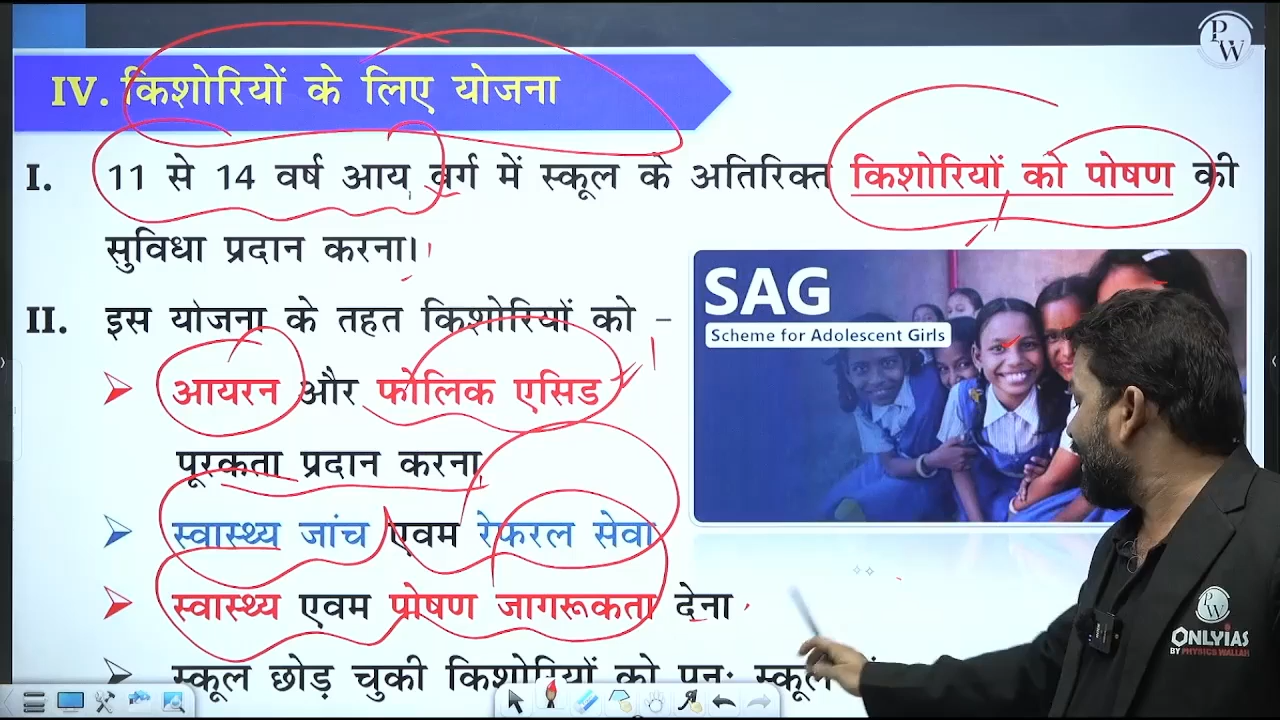 PW
IV. किशोरियों के लिए योजना
I. 11 से 14 वर्ष आय वर्ग में स्कूल के अतिरिक्त किशोरियों को पोषण की
सुविधा प्रदान करना।
SAG
Scheme for Adolescent Girls
II. इस योजना के तहत किशोरियों को –
आयरन और फोलिक एसिड
पूरकता प्रदान करना
स्वास्थ्य जांच एवम रेफरल सेवा
स्वास्थ्य एवम पोषण जागरूकता देना
स्कूल छोड़ चुकी किशोरियों को पुनः स्कूल
PW
ONLYIAS
BY PHYSICS WALLAH